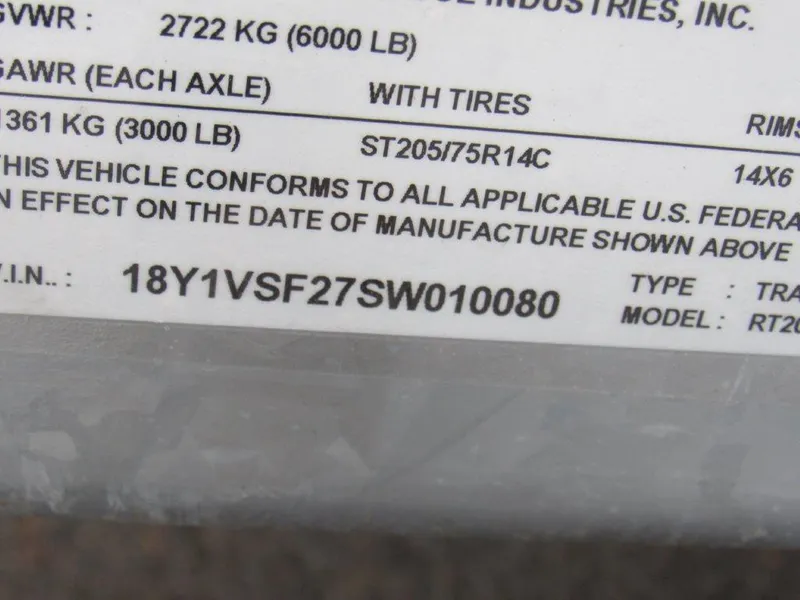 INDUSTRIES, INC.
GVWR : 2722 KG (6000 LB)
GAWR (EACH AXLE) WITH TIRES RIMS
1361 KG (3000 LB) ST205/75R14C 14X6
THIS VEHICLE CONFORMS TO ALL APPLICABLE U.S. FEDERA
IN EFFECT ON THE DATE OF MANUFACTURE SHOWN ABOVE
V.I.N.. : 18Y1VSF27SW010080 TYPE : TRA
MODEL : RT20